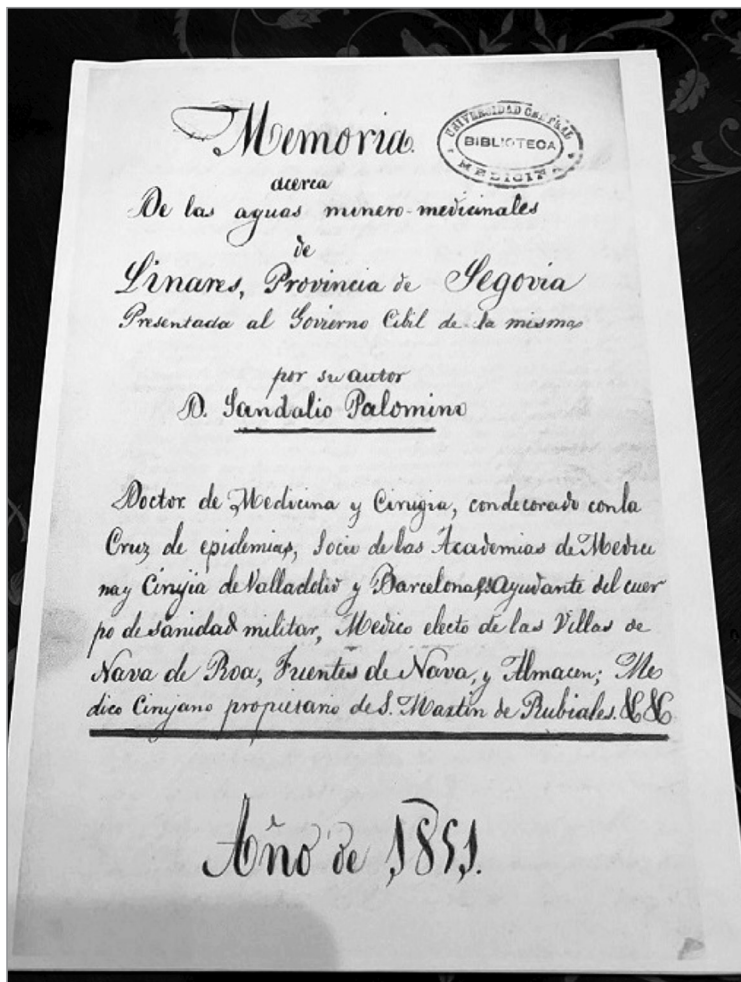 Memoria.
UNIVERSIDAD CENTRAL
BIBLIOTECA
MEDICINA
acerca
De las aguas minero-medicinales
de
Linares, Provincia de Segovia
Presentada al Govierno Cibil de la misma
por su autor
D. Sandalio Palomino
Doctor de Medicina y Cirugia, condecorado con la
Cruz de epidemias, Socio de las Academias de Medici
na y Cirujia de Valladolid y Barcelona, Ayudante del cuer
po de sanidad militar, Medico electo de las Villas de
Nava de Roa, Fuentes de Nava, y Almacen; Me
dico Cirujano propietario de S. Martin de Rubiales. &c &c
Año de 1851.